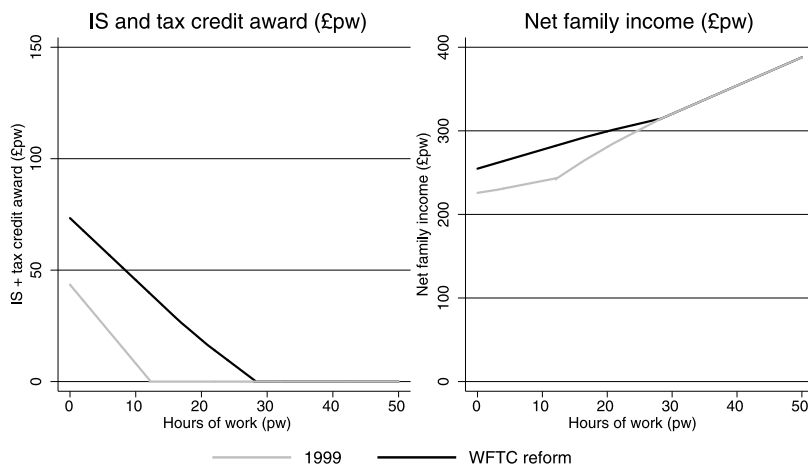 IS and tax credit award (£pw)
IS + tax credit award (£pw)
150
100
50
0
0 10 20 30 40 50
Hours of work (pw)
Net family income (£pw)
Net family income (£pw)
400
300
200
100
0
0 10 20 30 40 50
Hours of work (pw)
1999 WFTC reform